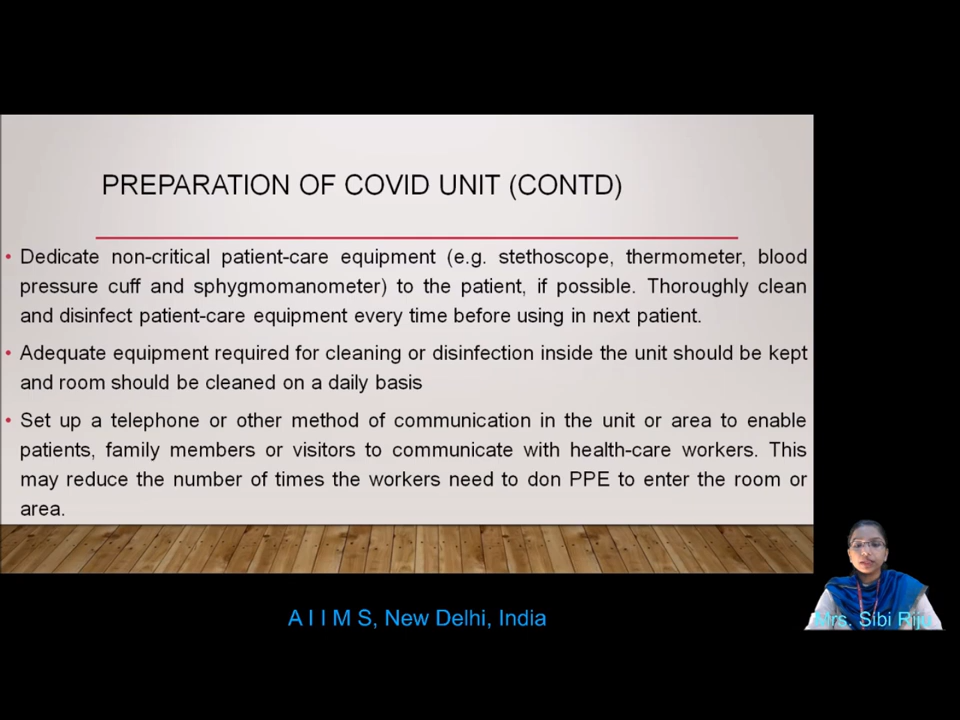 PREPARATION OF COVID UNIT (CONTD)
• Dedicate non-critical patient-care equipment (e.g. stethoscope, thermometer, blood
pressure cuff and sphygmomanometer) to the patient, if possible. Thoroughly clean
and disinfect patient-care equipment every time before using in next patient.
• Adequate equipment required for cleaning or disinfection inside the unit should be kept
and room should be cleaned on a daily basis
• Set up a telephone or other method of communication in the unit or area to enable
patients, family members or visitors to communicate with health-care workers. This
may reduce the number of times the workers need to don PPE to enter the room or
area.
A I I M S, New Delhi, India
Mrs. Sibi Riju